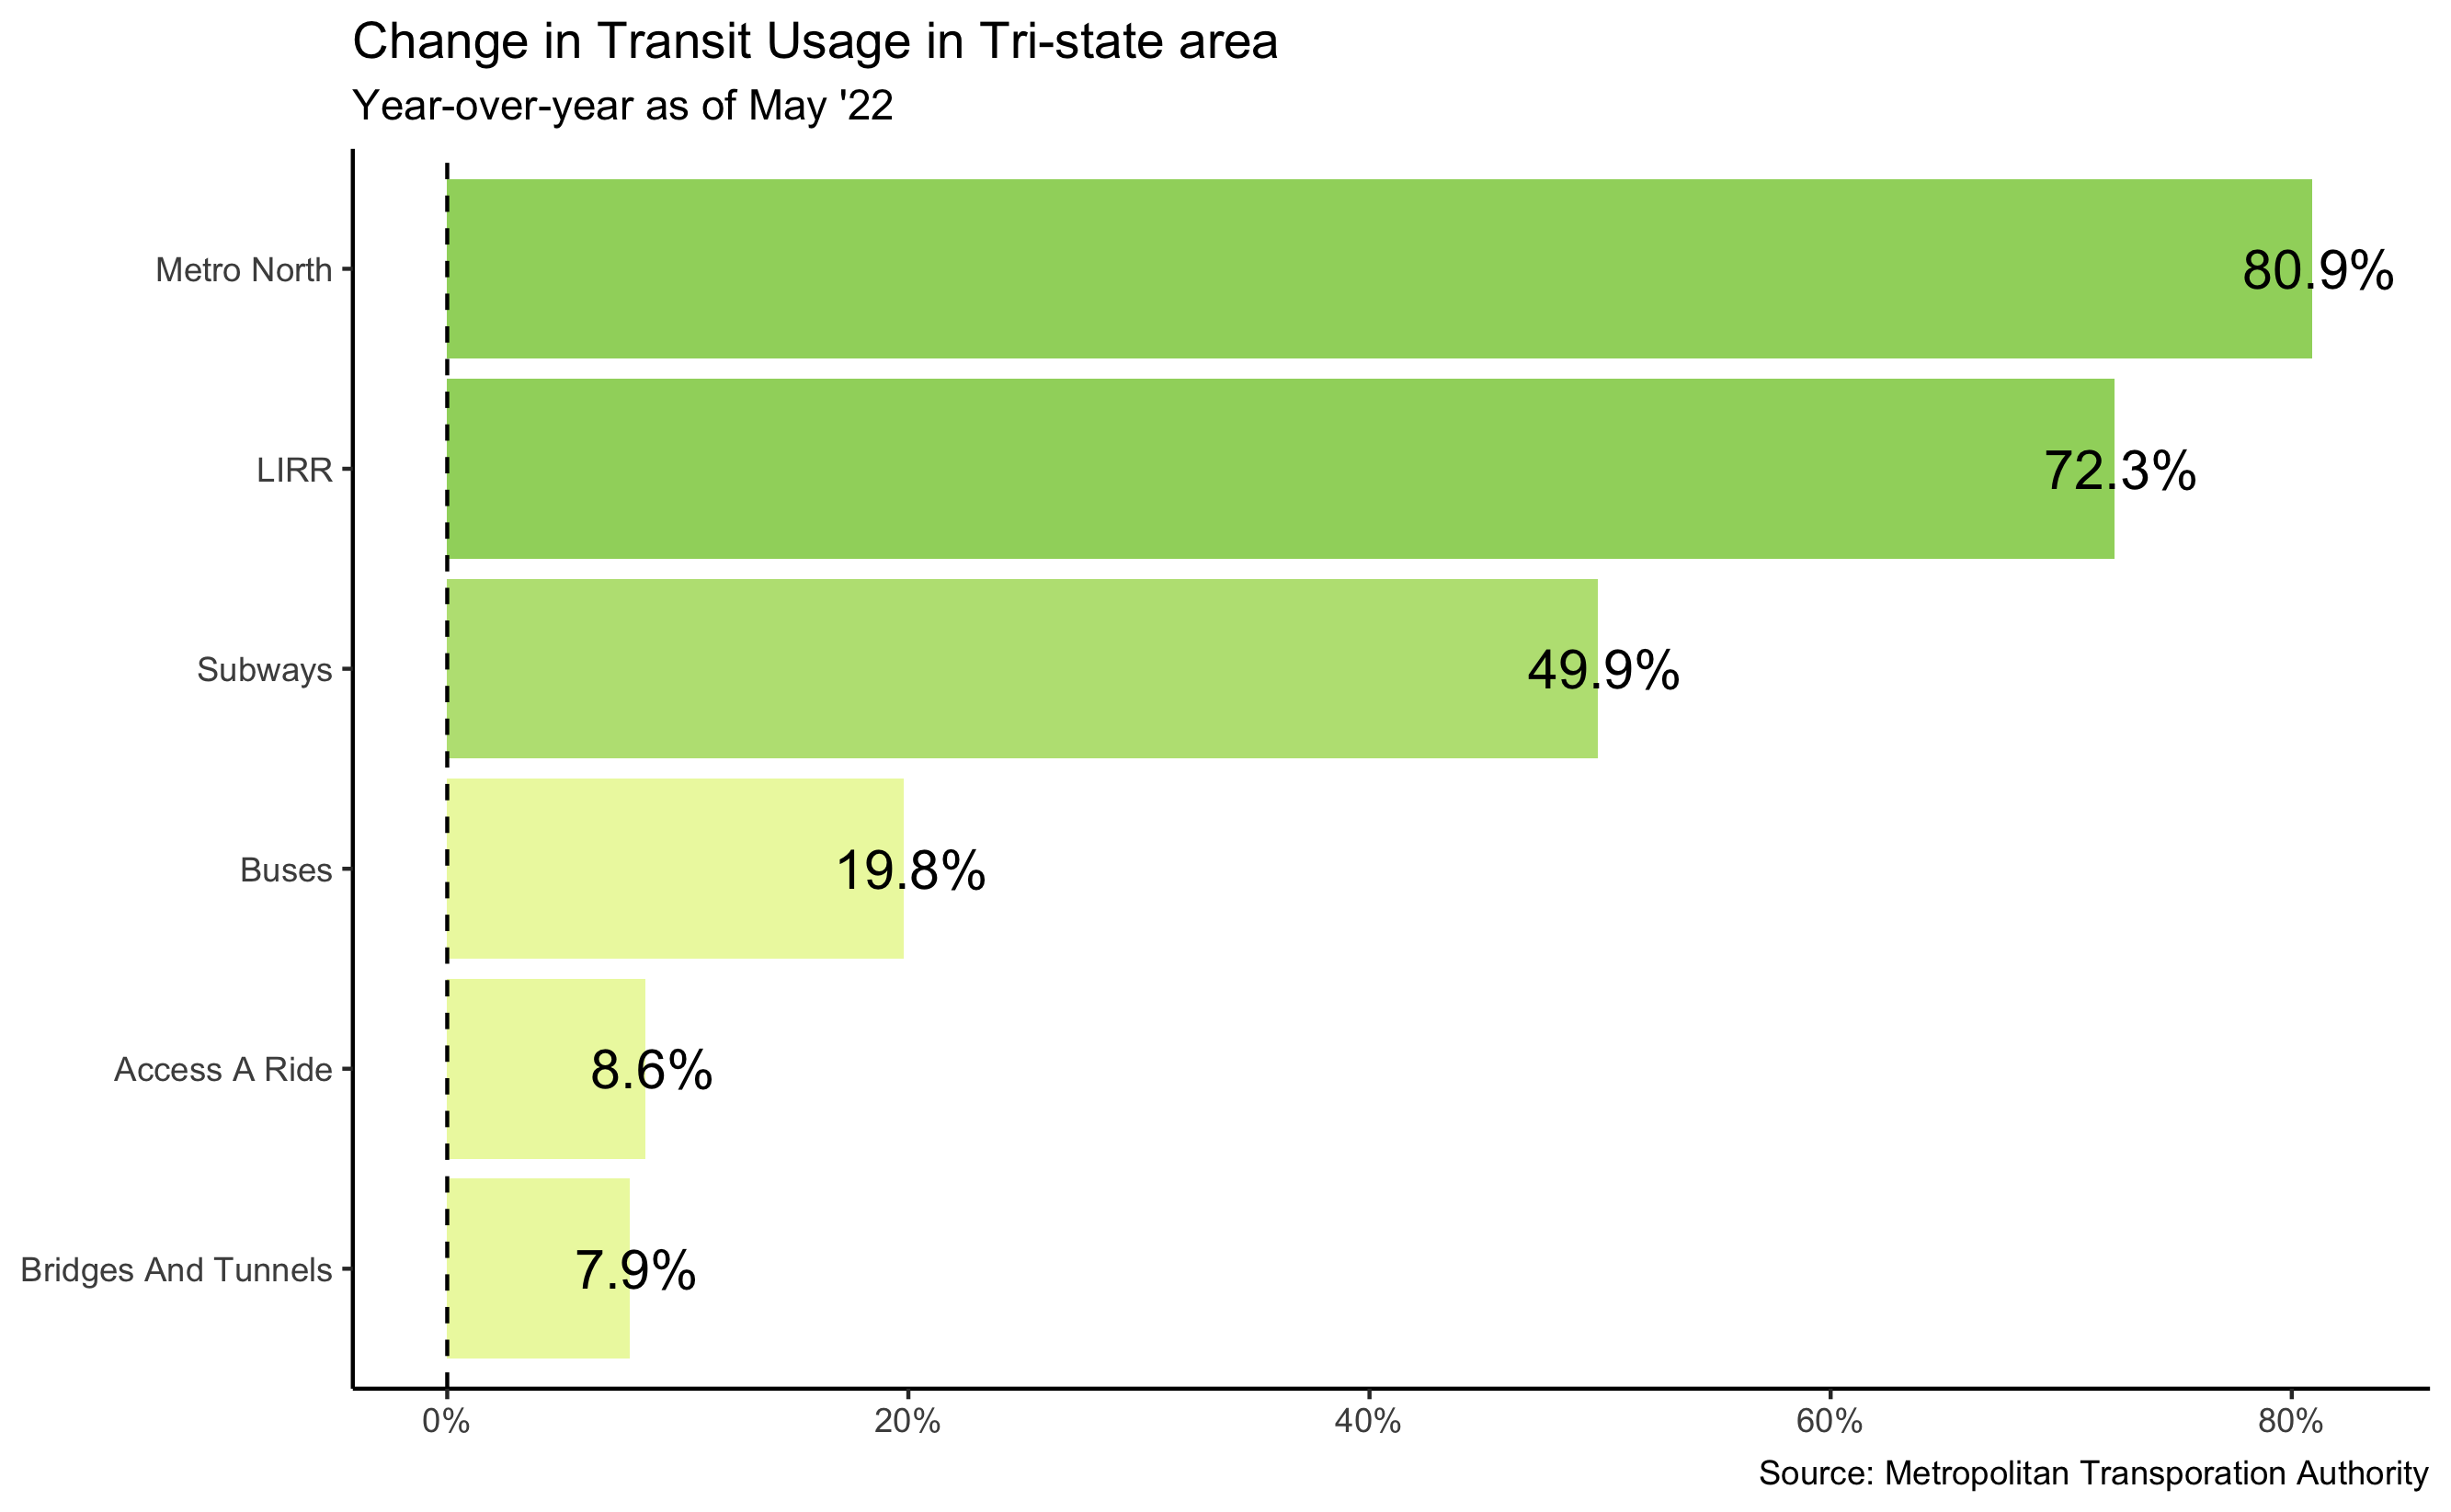 Change in Transit Usage in Tri-state area
Year-over-year as of May '22
Metro North 80.9%
LIRR 72.3%
Subways 49.9%
Buses 19.8%
Access A Ride 8.6%
Bridges And Tunnels 7.9%
0% 20% 40% 60% 80%
Source: Metropolitan Transporation Authority